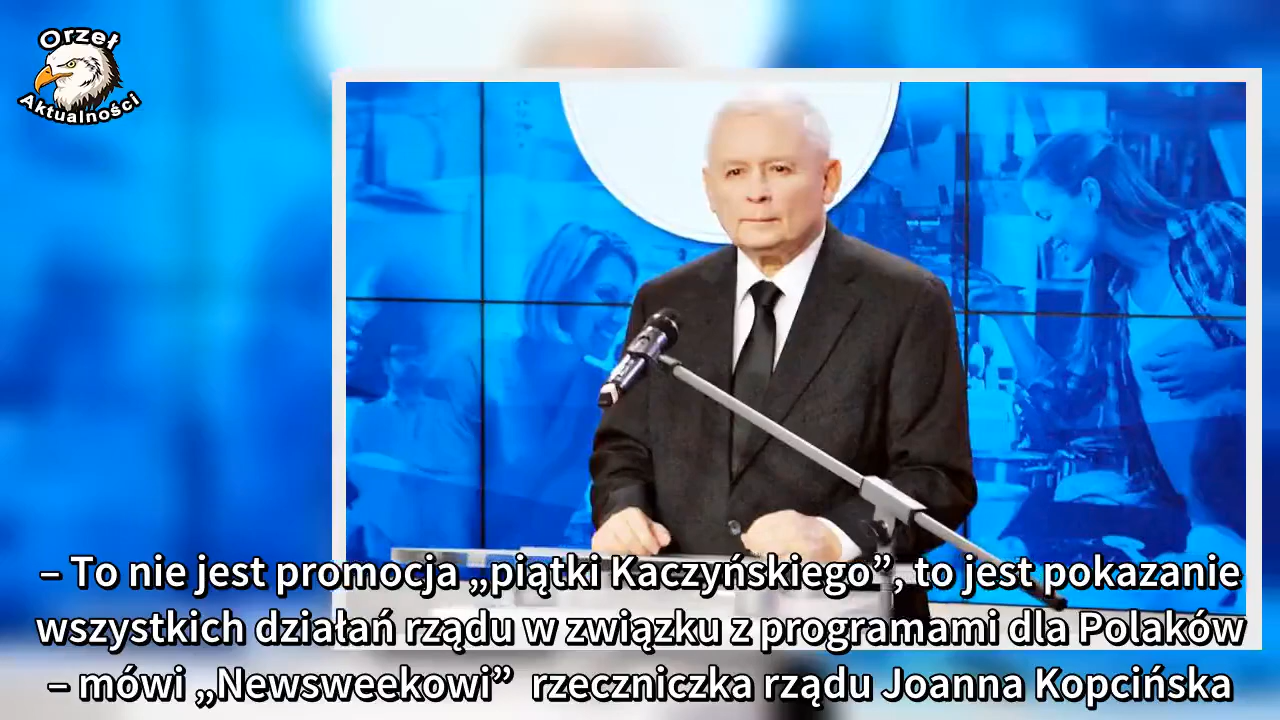 Orzeł
Aktualności
– To nie jest promocja „piątki Kaczyńskiego”, to jest pokazanie
wszystkich działań rządu w związku z programami dla Polaków
– mówi „Newsweekowi” rzeczniczka rządu Joanna Kopcińska